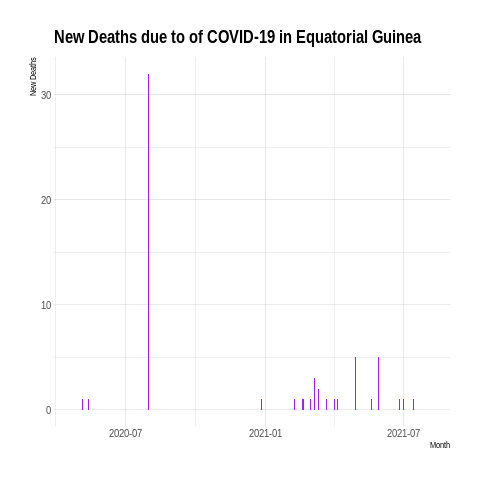 New Deaths due to of COVID-19 in Equatorial Guinea
New Deaths
30
20
10
0
2020-07 2021-01 2021-07
Month